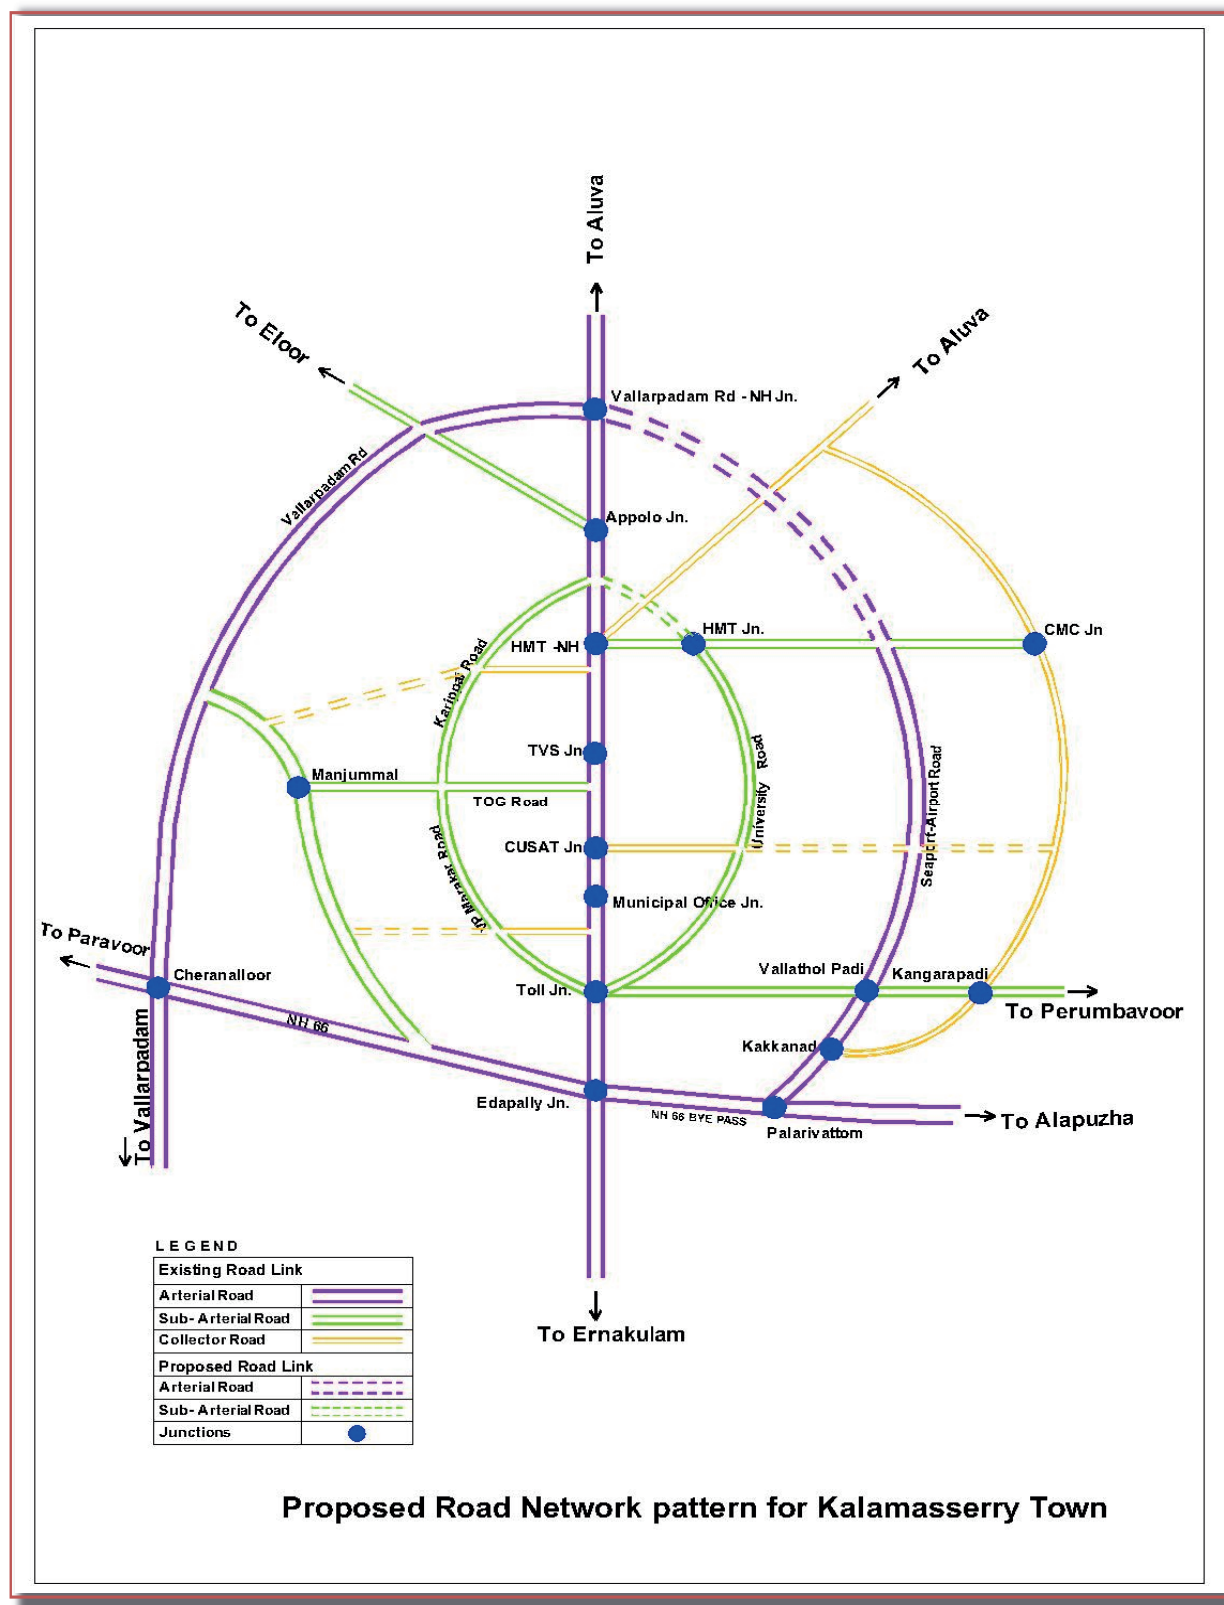 To Aluva
To Eloor
To Aluva
Vallarpadam Rd - NH Jn.
Vallarpadam Rd
Appolo Jn.
HMT Jn.
CMC Jn
HMT -NH
Karippai Road
TVS Jn
University Road
Manjummal
TOG Road
Seaport-Airport Road
CUSAT Jn
VP Marakar Road
Municipal Office Jn.
To Paravoor
Cheranalloor
Vallathol Padi
Kangarapadi
Toll Jn.
To Perumbavoor
NH 66
To Vallarpadam
Kakkanad
Edapally Jn.
NH 66 BYE PASS
Palarivattom
To Alapuzha
To Ernakulam
LEGEND
Existing Road Link
Arterial Road
Sub- Arterial Road
Collector Road
Proposed Road Link
Arterial Road
Sub- Arterial Road
Junctions
Proposed Road Network pattern for Kalamasserry Town